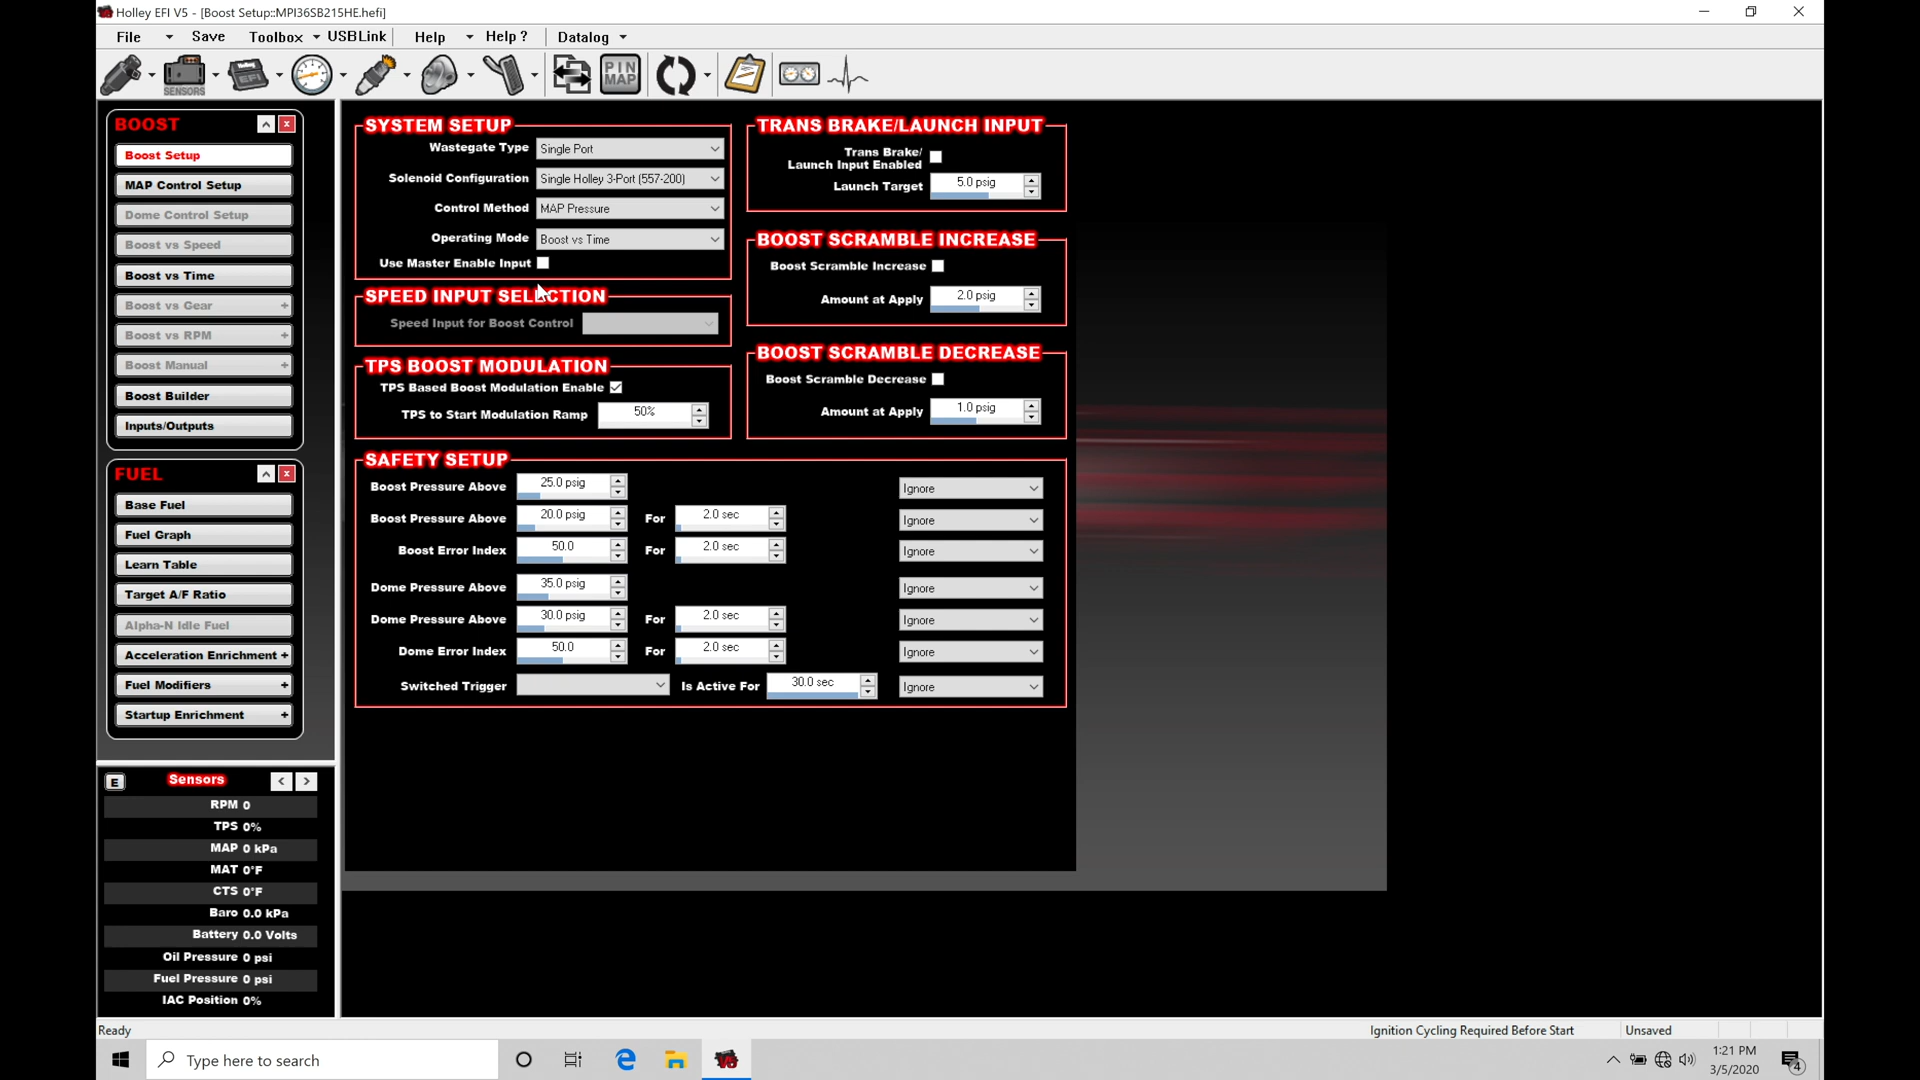 Holley EFI V5 - [Boost Setup::MPI36SB215HE.hefi]
File Save Toolbox USBLink Help Help ? Datalog
SENSORS Holley EFI PIN MAP
BOOST
Boost Setup
MAP Control Setup
Dome Control Setup
Boost vs Speed
Boost vs Time
Boost vs Gear +
Boost vs RPM +
Boost Manual +
Boost Builder
Inputs/Outputs
FUEL
Base Fuel
Fuel Graph
Learn Table
Target A/F Ratio
Alpha-N Idle Fuel
Acceleration Enrichment +
Fuel Modifiers +
Startup Enrichment +
E Sensors < >
RPM 0
TPS 0%
MAP 0 kPa
MAT 0°F
CTS 0°F
Baro 0.0 kPa
Battery 0.0 Volts
Oil Pressure 0 psi
Fuel Pressure 0 psi
IAC Position 0%
SYSTEM SETUP
Wastegate Type Single Port
Solenoid Configuration Single Holley 3-Port (557-200)
Control Method MAP Pressure
Operating Mode Boost vs Time
Use Master Enable Input
SPEED INPUT SELECTION
Speed Input for Boost Control
TPS BOOST MODULATION
TPS Based Boost Modulation Enable
TPS to Start Modulation Ramp 50%
TRANS BRAKE/LAUNCH INPUT
Trans Brake/
Launch Input Enabled
Launch Target 5.0 psig
BOOST SCRAMBLE INCREASE
Boost Scramble Increase
Amount at Apply 2.0 psig
BOOST SCRAMBLE DECREASE
Boost Scramble Decrease
Amount at Apply 1.0 psig
SAFETY SETUP
Boost Pressure Above 25.0 psig Ignore
Boost Pressure Above 20.0 psig For 2.0 sec Ignore
Boost Error Index 50.0 For 2.0 sec Ignore
Dome Pressure Above 35.0 psig Ignore
Dome Pressure Above 30.0 psig For 2.0 sec Ignore
Dome Error Index 50.0 For 2.0 sec Ignore
Switched Trigger Is Active For 30.0 sec Ignore
Ready Ignition Cycling Required Before Start Unsaved
Type here to search
1:21 PM
3/5/2020
4